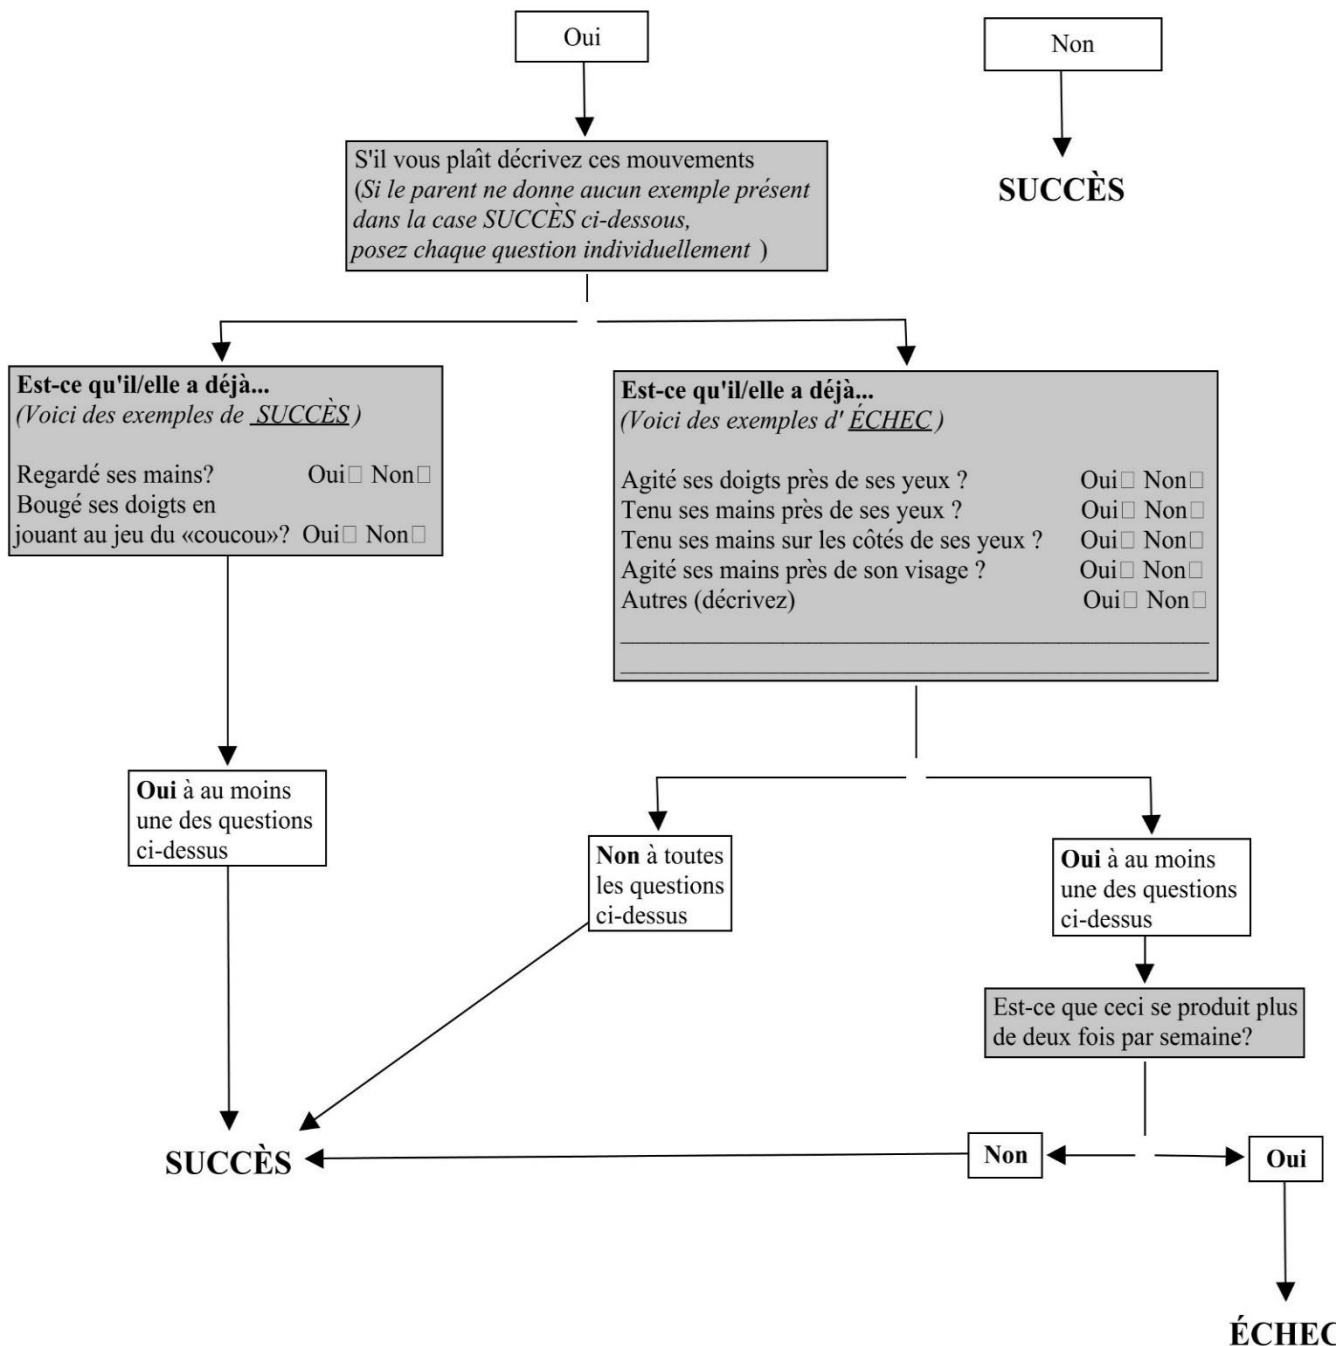 Oui
Non
S'il vous plaît décrivez ces mouvements
(Si le parent ne donne aucun exemple présent
dans la case SUCCÈS ci-dessous,
posez chaque question individuellement )
SUCCÈS
Est-ce qu'il/elle a déjà...
(Voici des exemples de SUCCÈS)
Regardé ses mains? Oui□ Non□
Bougé ses doigts en
jouant au jeu du «coucou»? Oui□ Non□
Est-ce qu'il/elle a déjà...
(Voici des exemples d' ÉCHEC)
Agité ses doigts près de ses yeux ? Oui□ Non□
Tenu ses mains près de ses yeux ? Oui□ Non□
Tenu ses mains sur les côtés de ses yeux ? Oui□ Non□
Agité ses mains près de son visage ? Oui□ Non□
Autres (décrivez) Oui□ Non□
Oui à au moins
une des questions
ci-dessus
Non à toutes
les questions
ci-dessus
Oui à au moins
une des questions
ci-dessus
Est-ce que ceci se produit plus
de deux fois par semaine?
SUCCÈS
Non
Oui
ÉCHEC